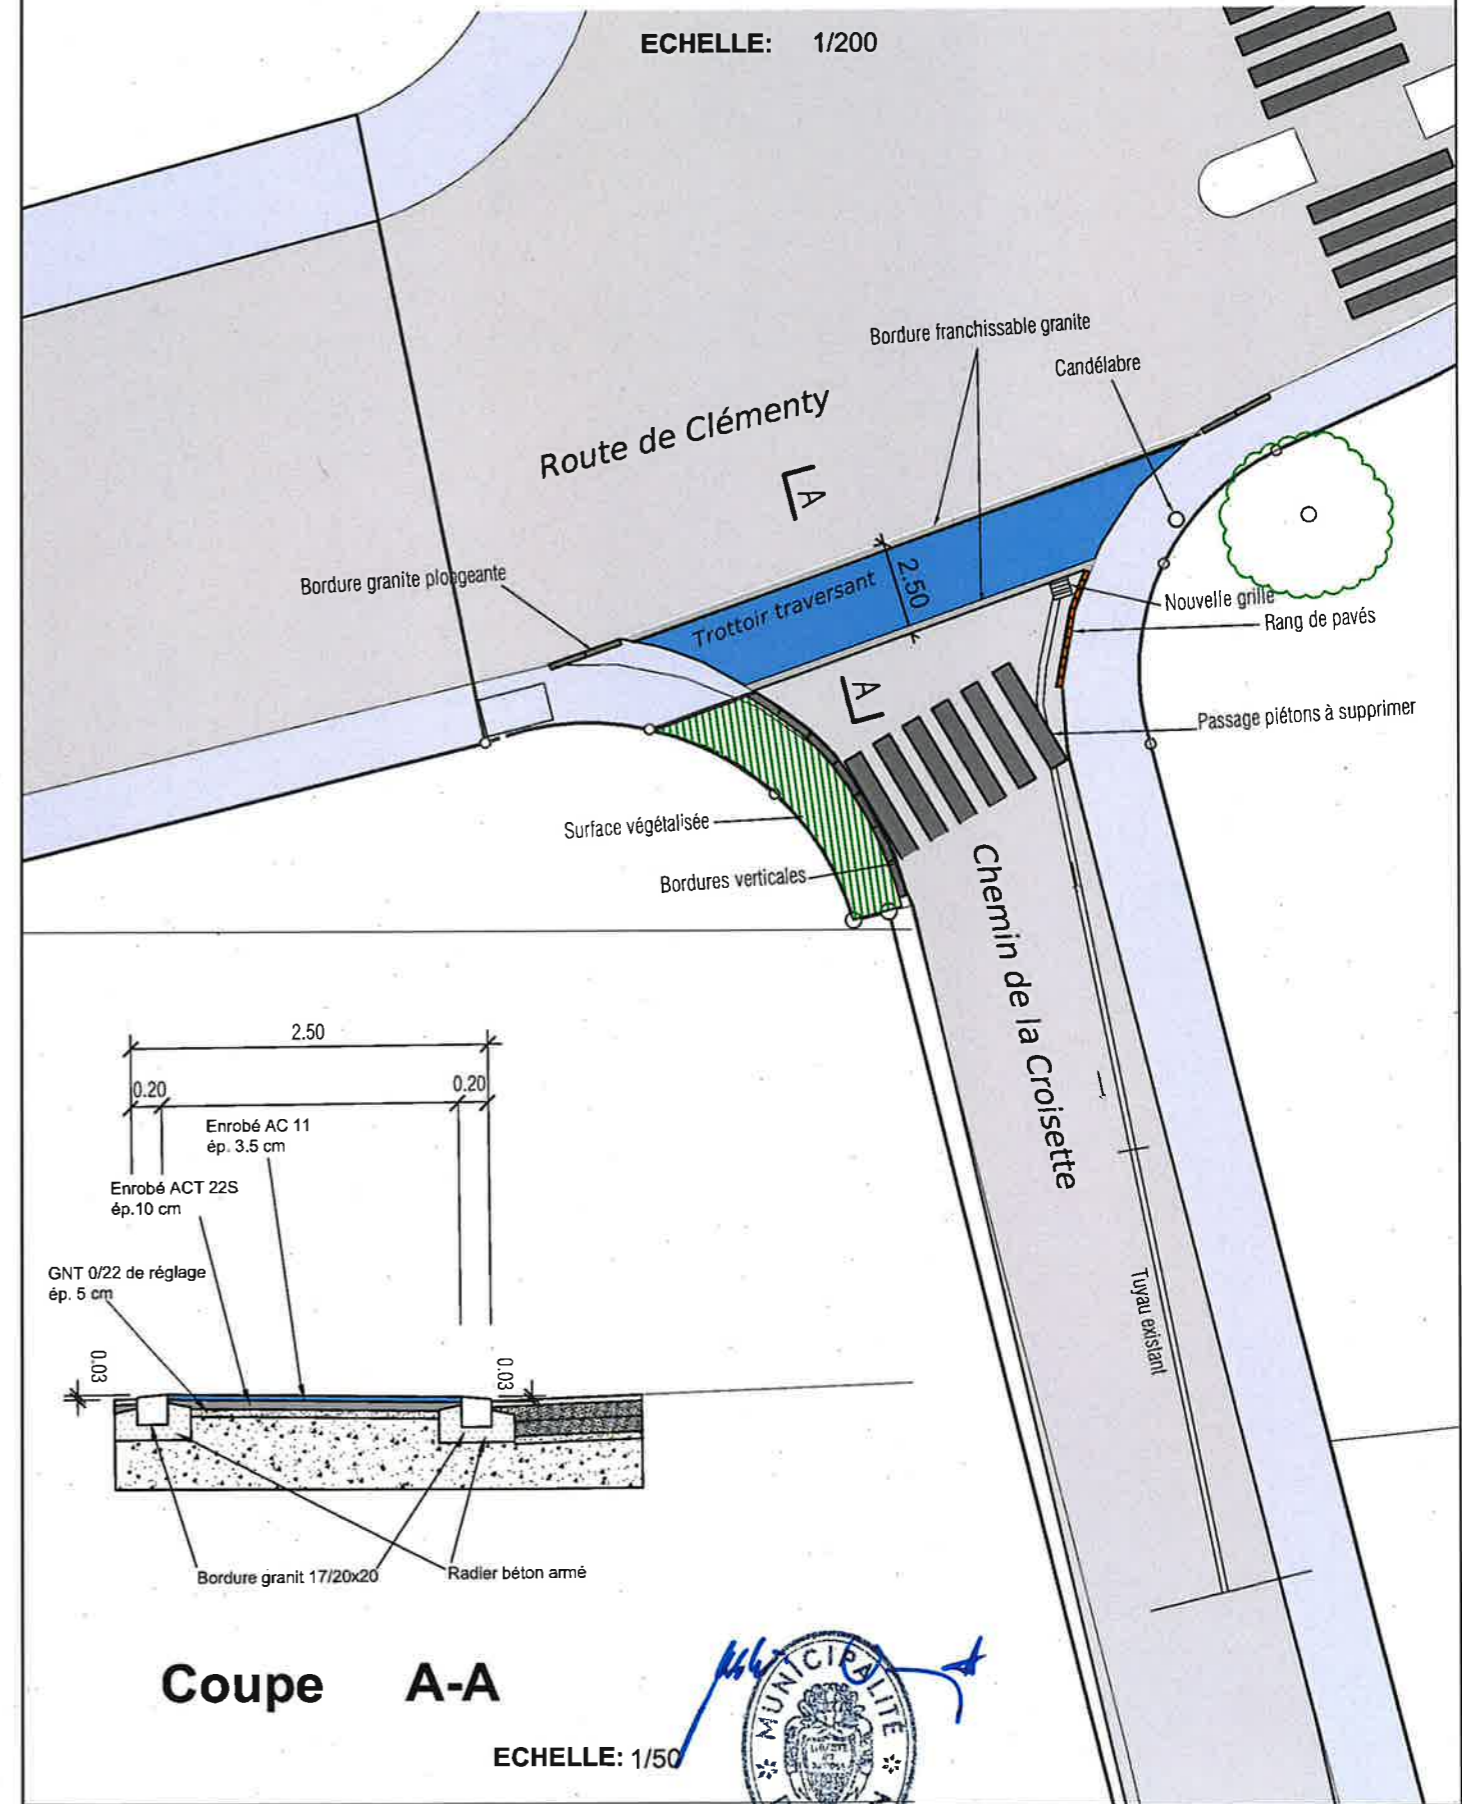 ECHELLE: 1/200
Bordure franchissable granite
Candélabre
Route de Clémenty
A
Bordure granite plongeante
Trottoir traversant
2.50
Nouvelle grille
Rang de pavés
A
Passage piétons à supprimer
Surface végétalisée
Bordures verticales
Chemin de la Croisette
Tuyau existant
2.50
0.20
0.20
Enrobé AC 11
ép. 3.5 cm
Enrobé ACT 22S
ép.10 cm
GNT 0/22 de réglage
ép. 5 cm
0.03
0.03
Bordure granit 17/20x20
Radier béton armé
Coupe A-A
ECHELLE: 1/50
MUNICIPALITÉ